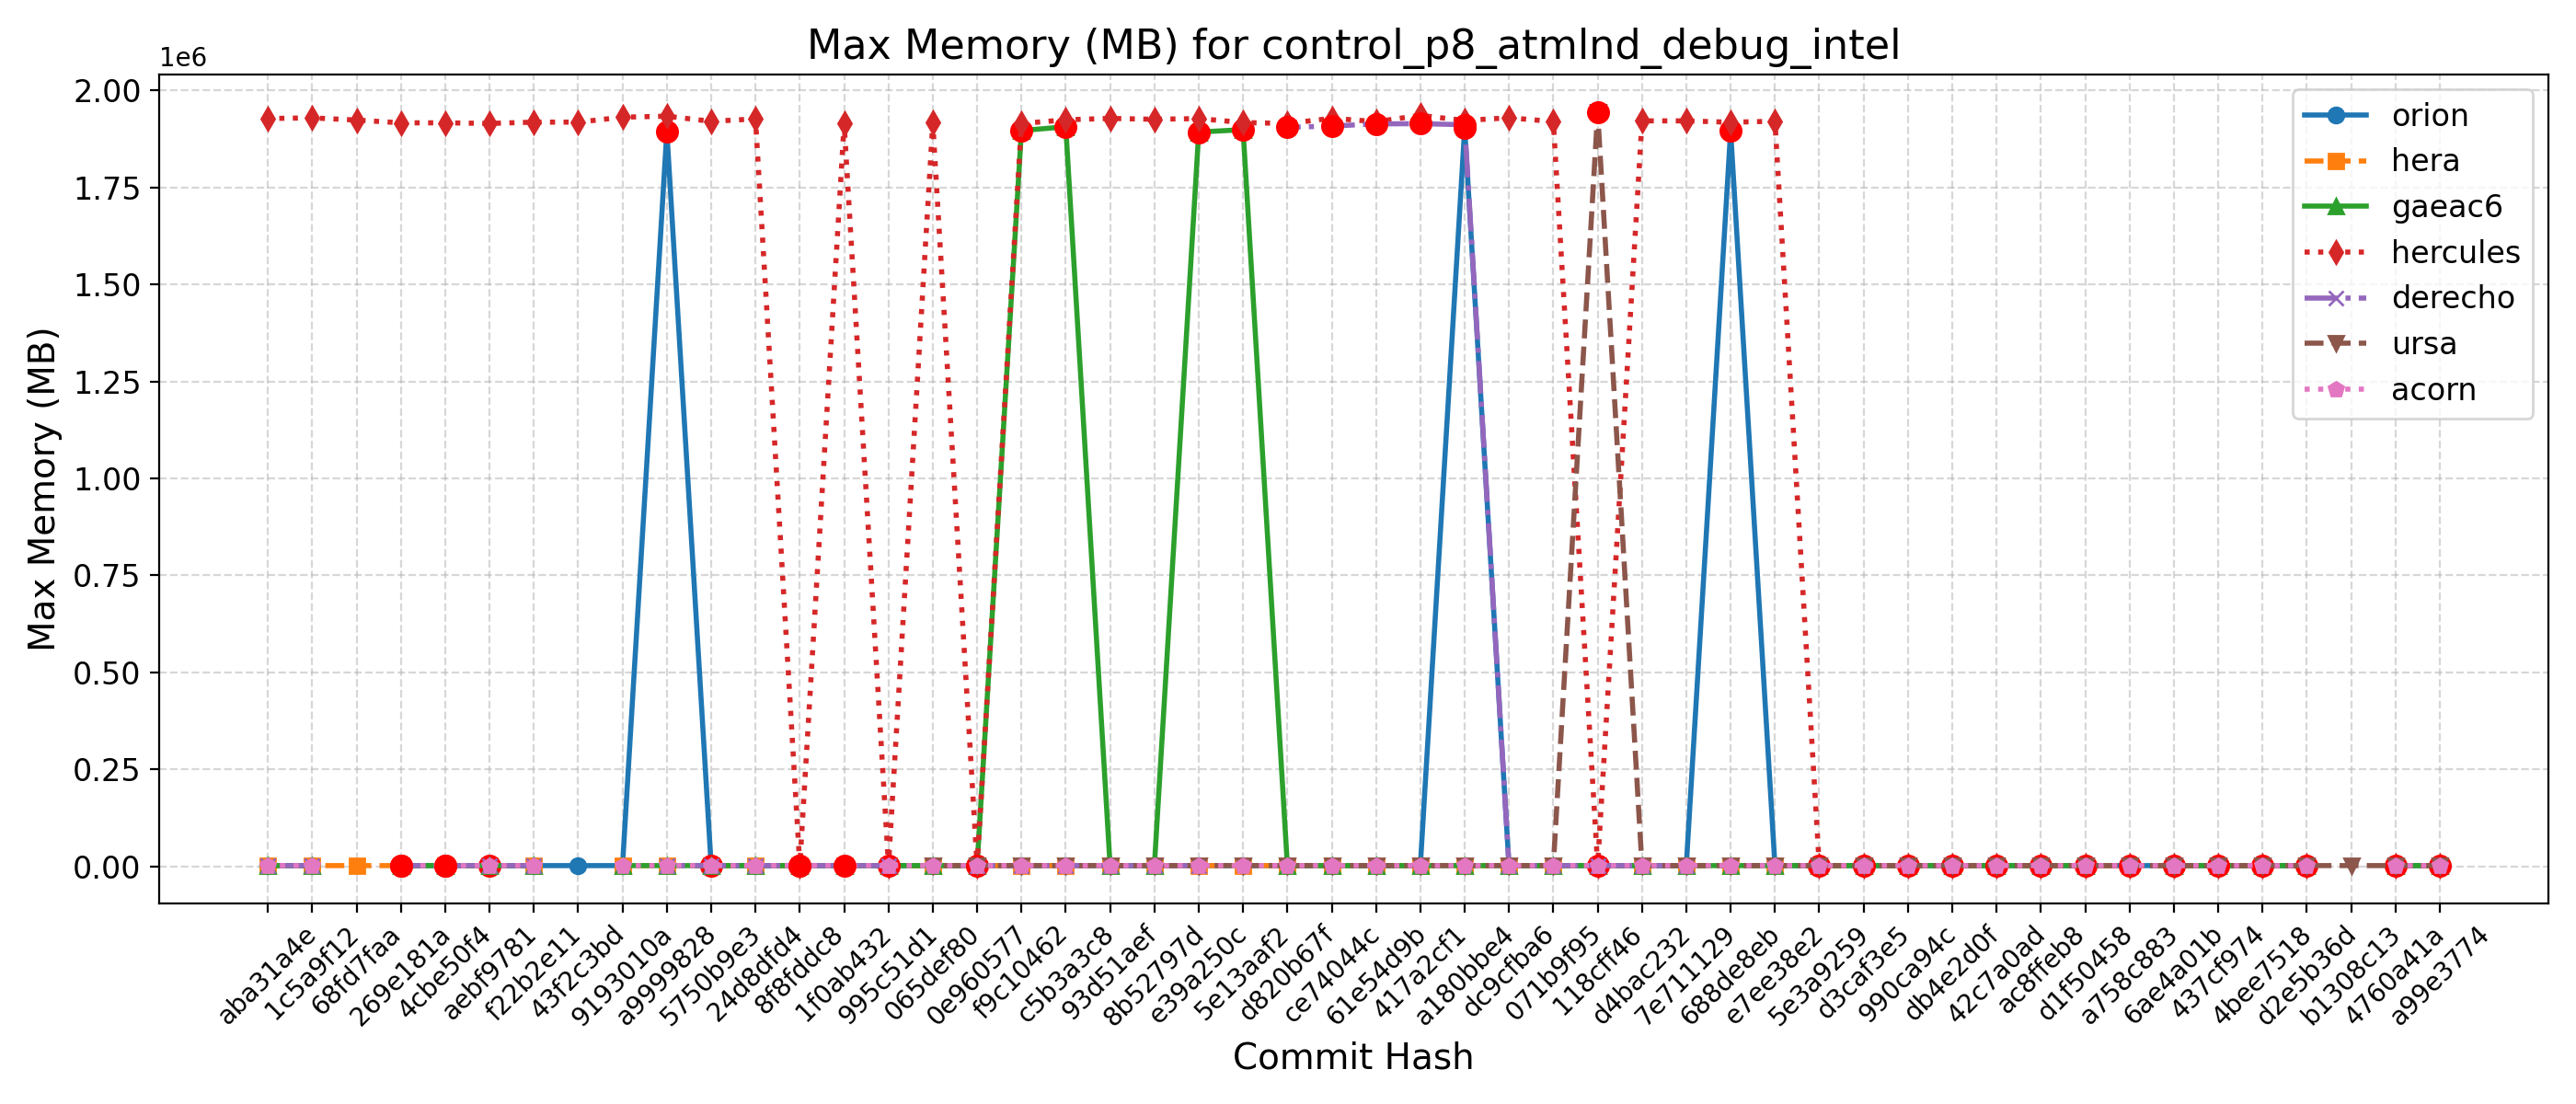 Max Memory (MB) for control_p8_atmlnd_debug_intel
1e6
2.00
1.75
1.50
1.25
1.00
0.75
0.50
0.25
0.00
Max Memory (MB)
orion
hera
gaeac6
hercules
derecho
ursa
acorn
aba31a4e
1c5a9f12
68fd7faa
269e181a
4cbe50f4
aebf9781
f22b2e11
43f2c3bd
9193010a
a9999828
5750b9e3
24d8dfd4
8f8fddc8
1f0ab432
995c51d1
065def80
0e960577
f9c10462
c5b3a3c8
93d51aef
8b52797d
e39a250c
5e13aaf2
d820b67f
ce74044c
61e54d9b
417a2cf1
a180bbe4
dc9cfba6
071b9f95
118cff46
d4bac232
7e711129
688de8eb
e7ee38e2
5e3a9259
d3caf3e5
990ca94c
db4e2d0f
42c7a0ad
ac8ffeb8
d1f50458
a758c883
6ae4a01b
437cf974
4bee7518
d2e5b36d
b1308c13
4760a41a
a99e3774
Commit Hash